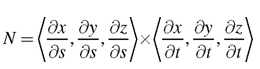 N = ⟨∂x/∂s, ∂y/∂s, ∂z/∂s⟩ × ⟨∂x/∂t, ∂y/∂t, ∂z/∂t⟩